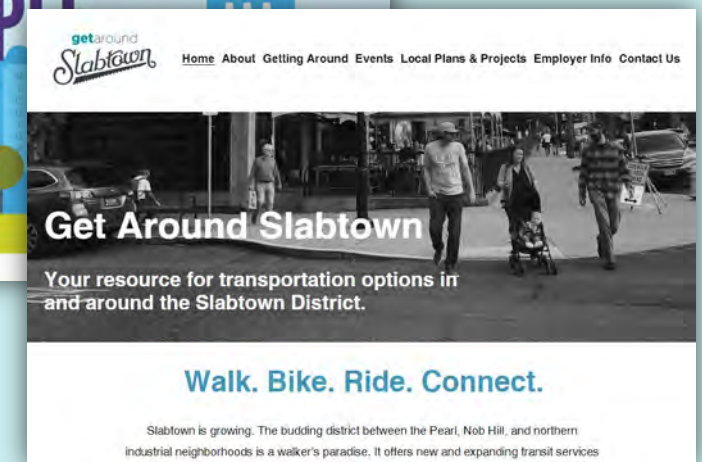 getaround
Slabtown
Home About Getting Around Events Local Plans & Projects Employer Info Contact Us
Get Around Slabtown
Your resource for transportation options in
and around the Slabtown District.
Walk. Bike. Ride. Connect.
Slabtown is growing. The budding district between the Pearl, Nob Hill, and northern
industrial neighborhoods is a walker's paradise. It offers new and expanding transit services